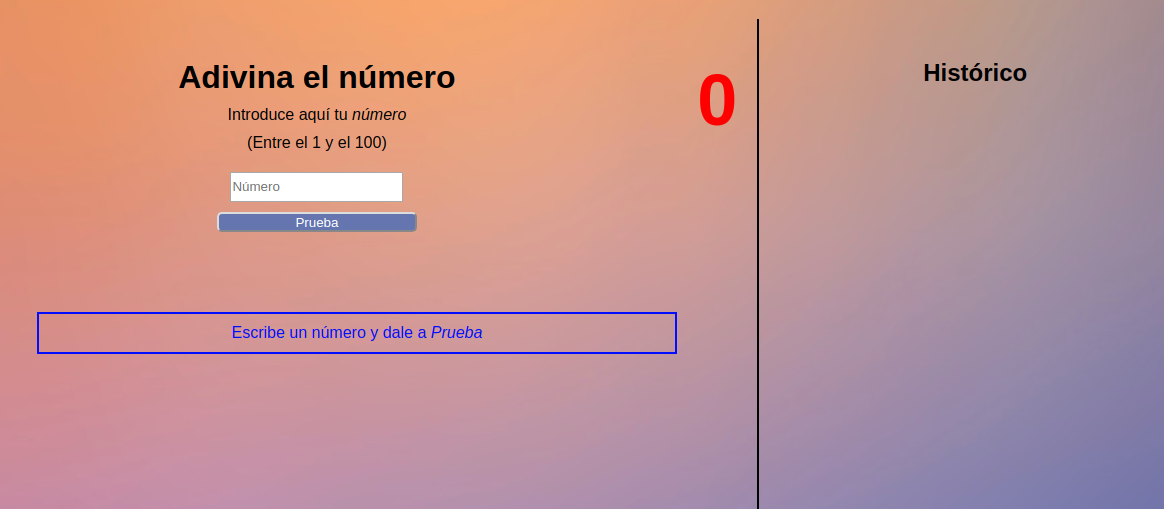 Adivina el número
Introduce aquí tu número
(Entre el 1 y el 100)
Número
Prueba
Escribe un número y dale a Prueba
0
Histórico